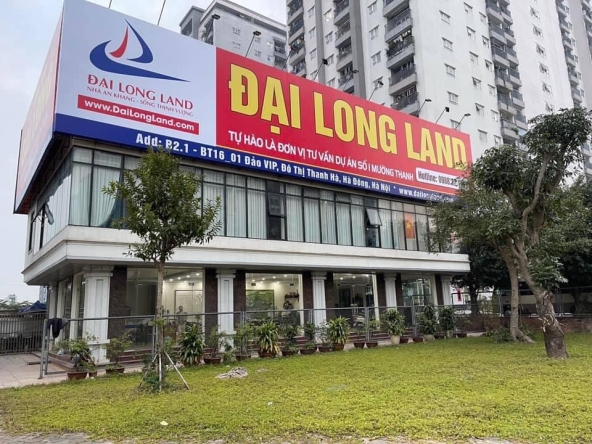 ĐẠI LONG LAND
NHÀ AN KHANG - SỐNG THỊNH VƯỢNG
www.DaiLongLand.com
ĐẠI LONG LAND
TỰ HÀO LÀ ĐƠN VỊ TƯ VẤN DỰ ÁN SỐ 1 MƯỜNG THANH
Hotline:
Add: B2.1 - BT16_01 Đảo VIP, Đô Thị Thanh Hà, Hà Đông, Hà Nội